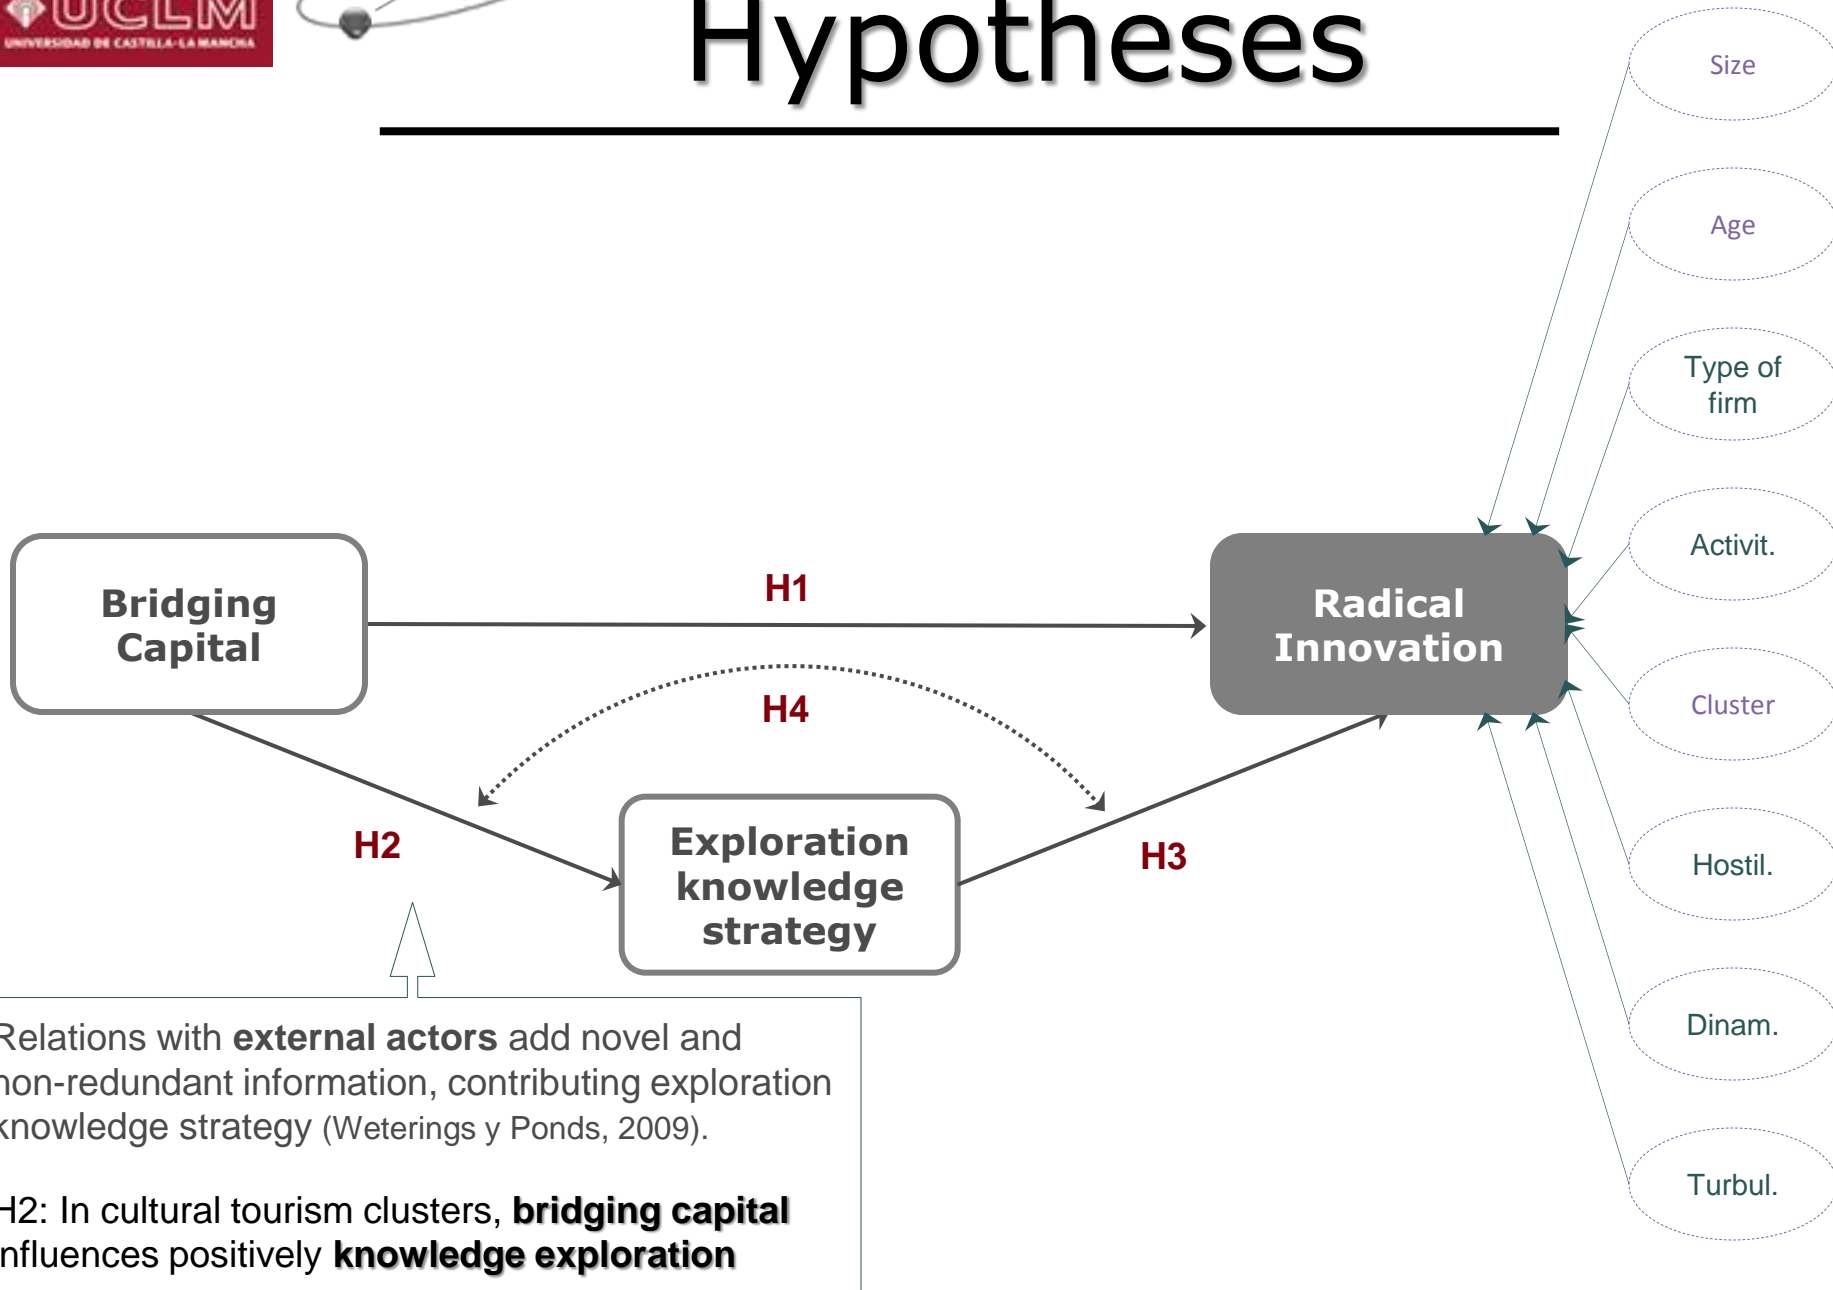 UCLM
UNIVERSIDAD DE CASTILLA-LA MANCHA
Hypotheses
Size
Age
Type of
firm
Activit.
Cluster
Hostil.
Dinam.
Turbul.
Bridging
Capital
H1
Radical
Innovation
H4
H2
Exploration
knowledge
strategy
H3
Relations with external actors add novel and
non-redundant information, contributing exploration
knowledge strategy (Weterings y Ponds, 2009).
H2: In cultural tourism clusters, bridging capital
influences positively knowledge exploration